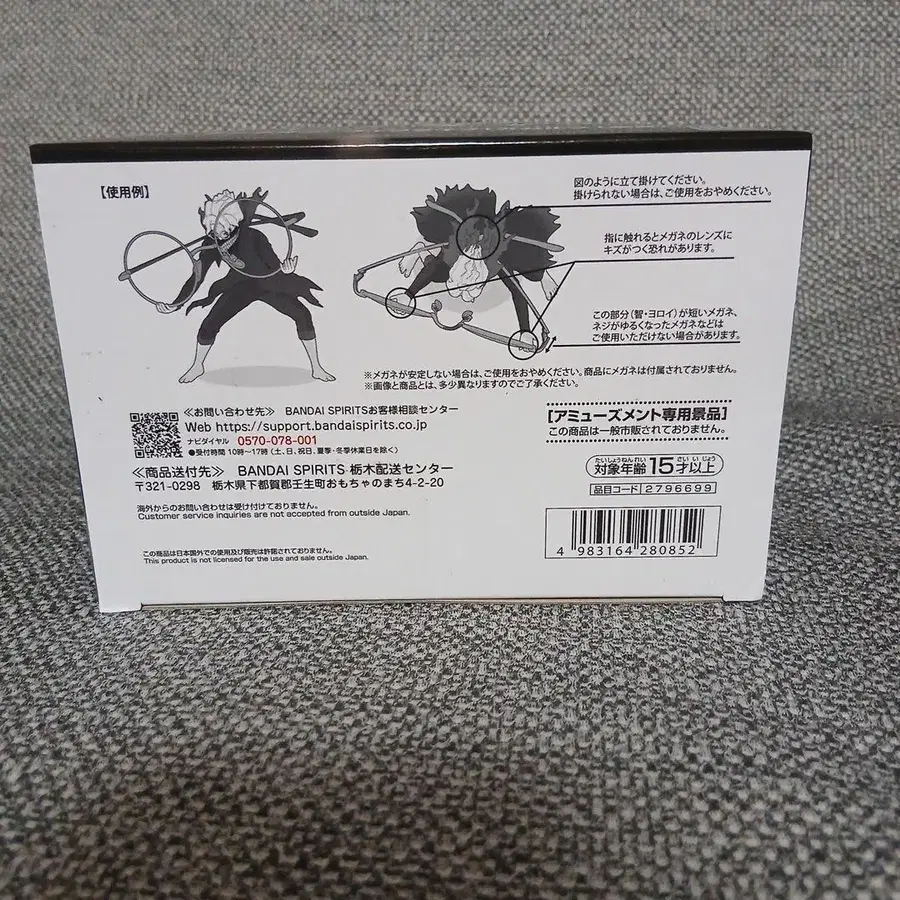 【使用例】
図のように立て掛けてください。
掛けられない場合は、ご使用をおやめください。
指に触れるとメガネのレンズに
キズがつく恐れがあります。
この部分（智・ヨロイ）が短いメガネ、
ネジがゆるくなったメガネなどは
ご使用いただけない場合があります。
※メガネが安定しない場合は、ご使用をおやめください。商品にメガネは付属されておりません。
※画像と商品とは、多少異なりますのでご了承ください。
≪お問い合わせ先≫ BANDAI SPIRITSお客様相談センター
Web https://support.bandaispirits.co.jp
ナビダイヤル 0570-078-001
●受付時間 10時～17時（土、日、祝日、夏季・冬季休業日を除く）
≪商品送付先≫ BANDAI SPIRITS 栃木配送センター
〒321-0298 栃木県下都賀郡壬生町おもちゃのまち4-2-20
海外からのお問い合わせは受け付けておりません。
Customer service inquiries are not accepted from outside Japan.
この商品は日本国外での使用及び販売は許諾されておりません。
This product is not licensed for the use and sale outside Japan.
［アミューズメント専用景品］
この商品は一般市販されておりません。
たいしょうねんれい さい いじょう
対象年齢15才以上
品目コード 2796699
4 983164 280852